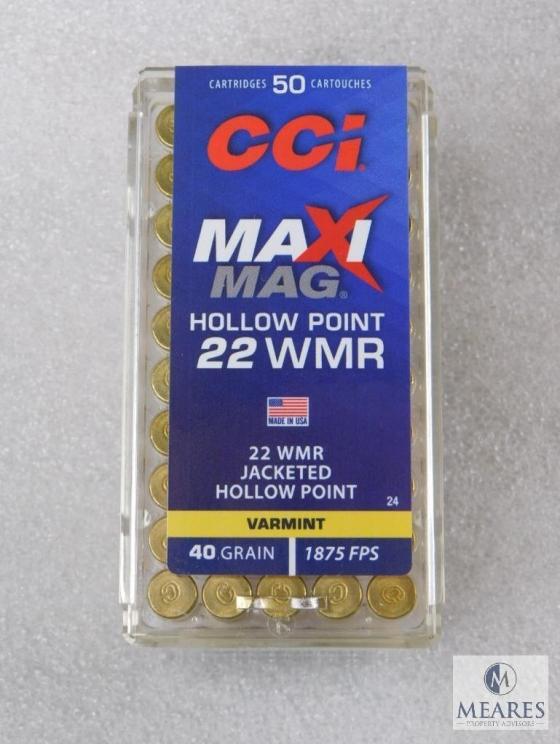 CARTRIDGES 50 CARTOUCHES
CCi.
MAXI
MAG®
HOLLOW POINT
22 WMR
MADE IN USA
22 WMR
JACKETED
HOLLOW POINT
24
VARMINT
40 GRAIN | 1875 FPS
M
MEARES
PROPERTY ADVISORS